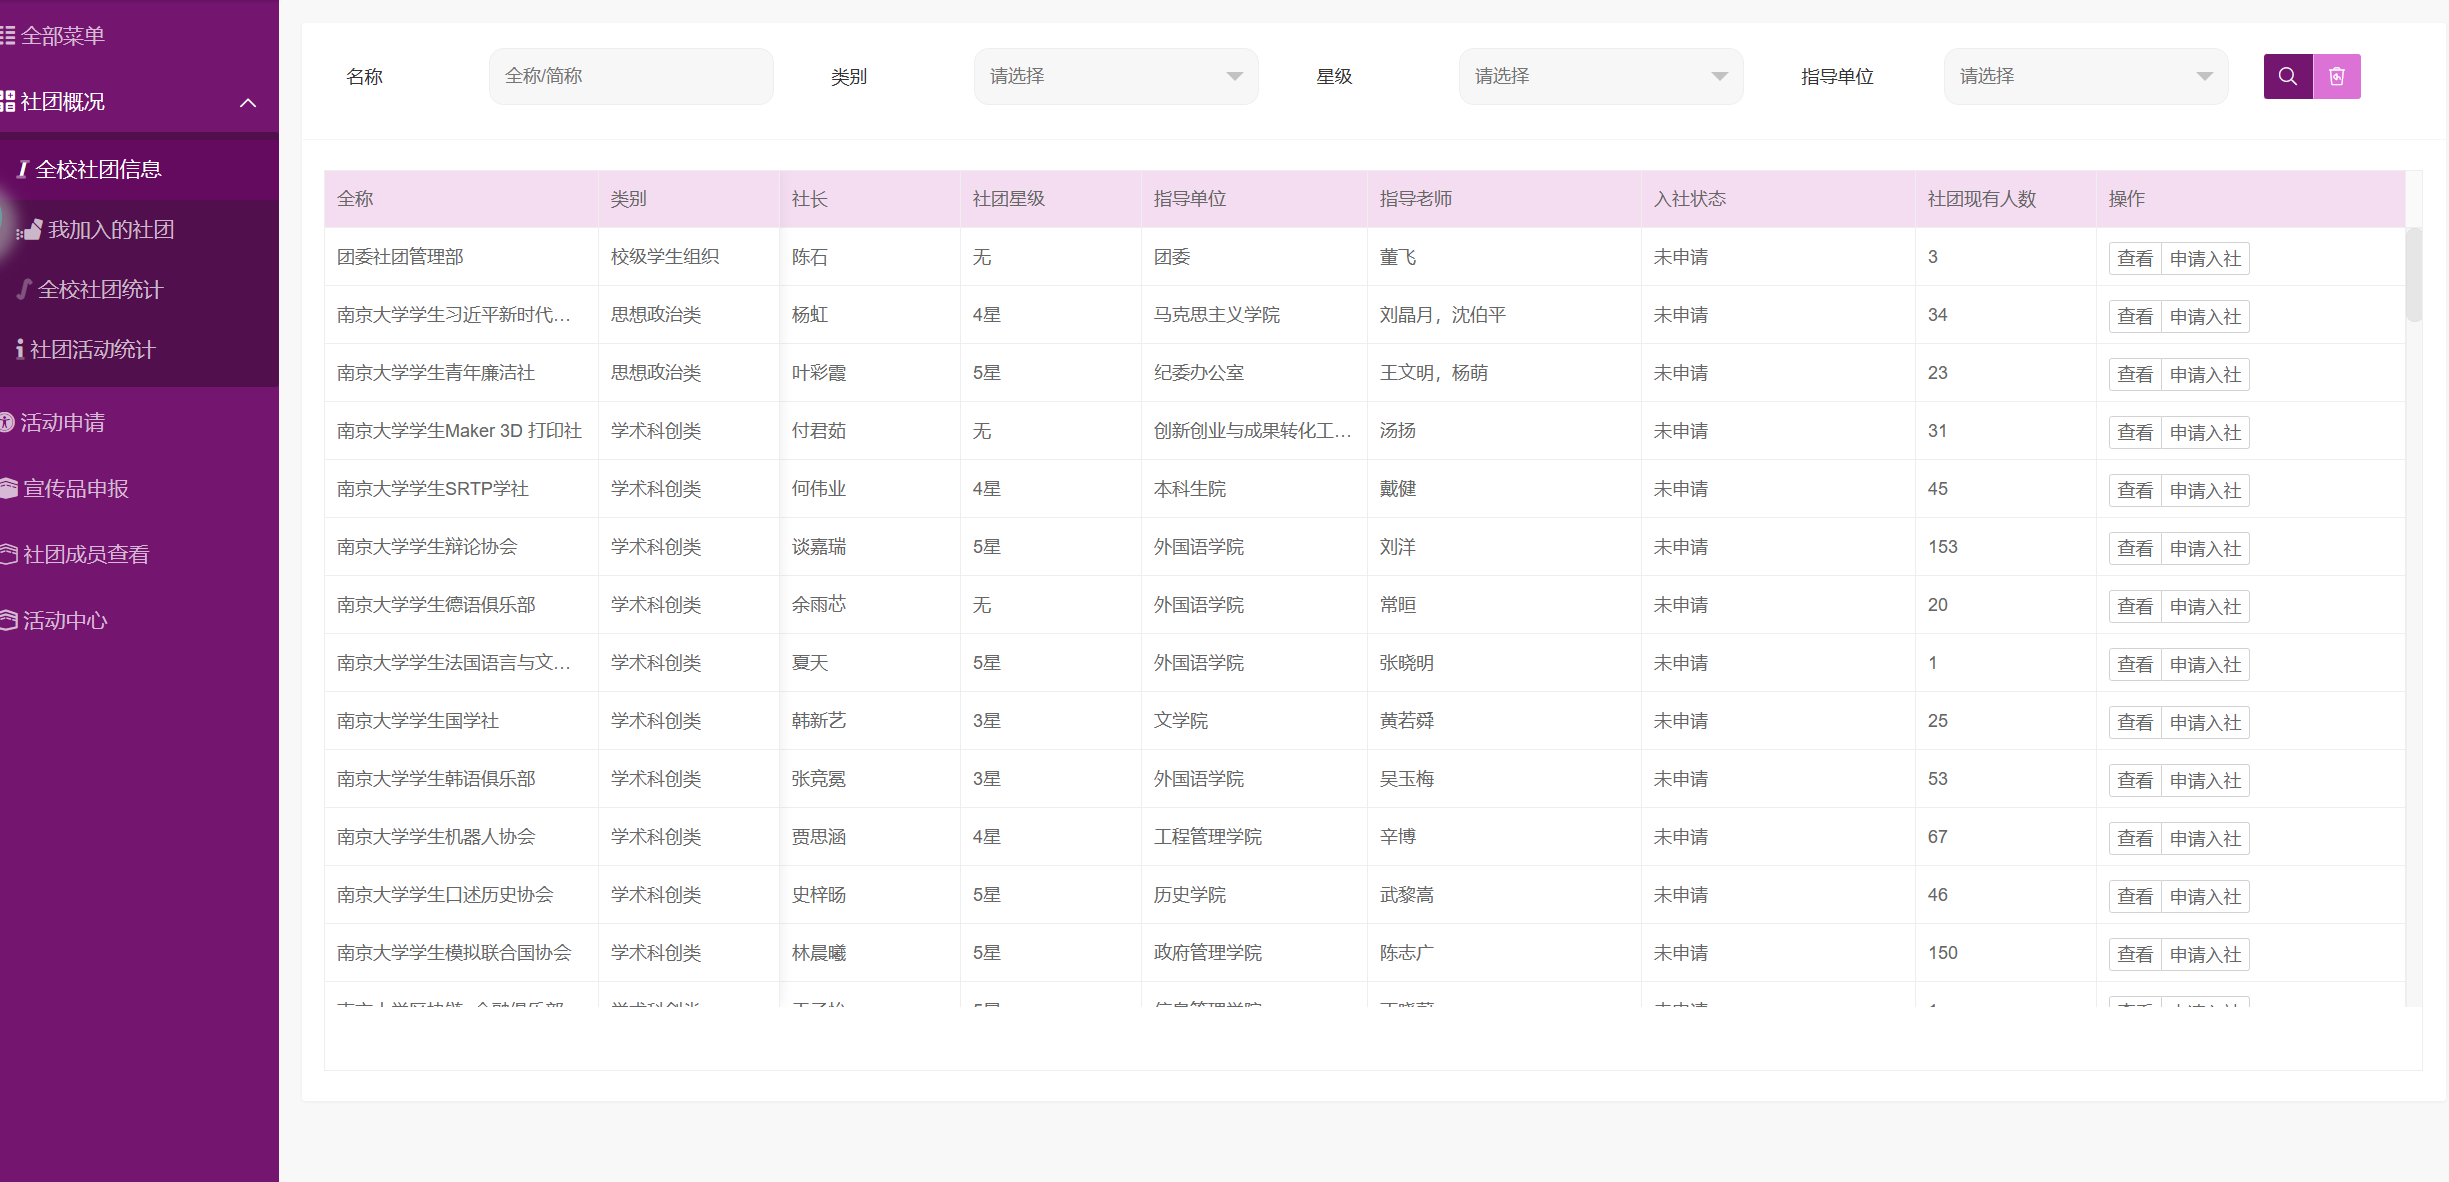 全部菜单
社团概况
全校社团信息
我加入的社团
全校社团统计
社团活动统计
活动申请
宣传品申报
社团成员查看
活动中心
名称 全称/简称 类别 请选择 星级 请选择 指导单位 请选择
全称 类别 社长 社团星级 指导单位 指导老师 入社状态 社团现有人数 操作
团委社团管理部 校级学生组织 陈石 无 团委 董飞 未申请 3 查看 申请入社
南京大学学生习近平新时代... 思想政治类 杨虹 4星 马克思主义学院 刘晶月，沈伯平 未申请 34 查看 申请入社
南京大学学生青年廉洁社 思想政治类 叶彩霞 5星 纪委办公室 王文明，杨萌 未申请 23 查看 申请入社
南京大学学生Maker 3D 打印社 学术科创类 付君茹 无 创新创业与成果转化工... 汤扬 未申请 31 查看 申请入社
南京大学学生SRTP学社 学术科创类 何伟业 4星 本科生院 戴健 未申请 45 查看 申请入社
南京大学学生辩论协会 学术科创类 谈嘉瑞 5星 外国语学院 刘洋 未申请 153 查看 申请入社
南京大学学生德语俱乐部 学术科创类 余雨芯 无 外国语学院 常晅 未申请 20 查看 申请入社
南京大学学生法国语言与文... 学术科创类 夏天 5星 外国语学院 张晓明 未申请 1 查看 申请入社
南京大学学生国学社 学术科创类 韩新艺 3星 文学院 黄若舜 未申请 25 查看 申请入社
南京大学学生韩语俱乐部 学术科创类 张竞冕 3星 外国语学院 吴玉梅 未申请 53 查看 申请入社
南京大学学生机器人协会 学术科创类 贾思涵 4星 工程管理学院 辛博 未申请 67 查看 申请入社
南京大学学生口述历史协会 学术科创类 史梓旸 5星 历史学院 武黎嵩 未申请 46 查看 申请入社
南京大学学生模拟联合国协会 学术科创类 林晨曦 5星 政府管理学院 陈志广 未申请 150 查看 申请入社